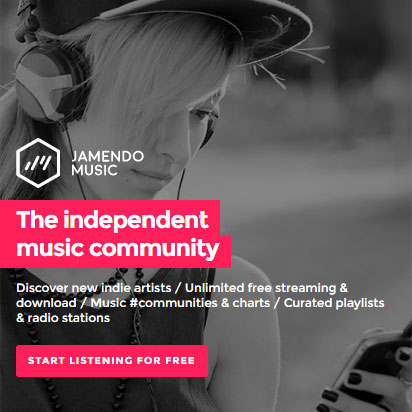 JAMENDO
MUSIC
The independent
music community
Discover new indie artists / Unlimited free streaming &
download / Music #communities & charts / Curated playlists
& radio stations
START LISTENING FOR FREE